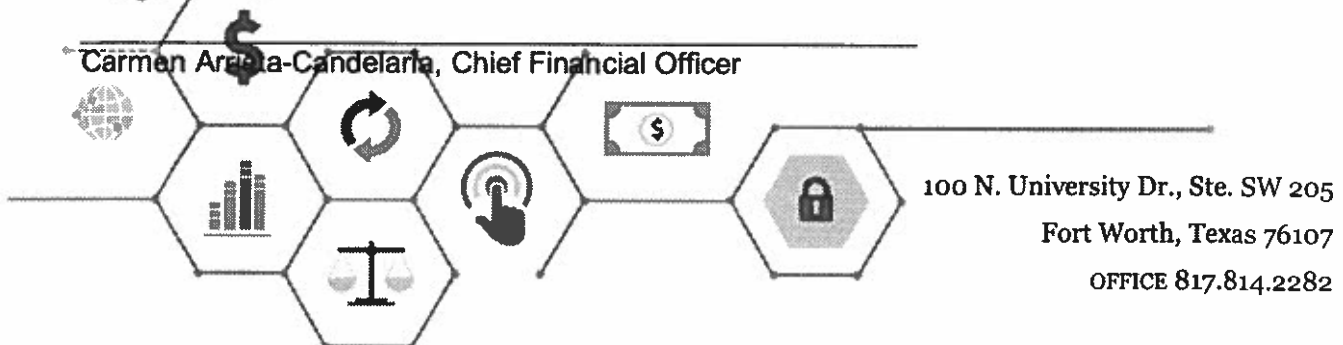 Carmen Arrieta-Candelaria, Chief Financial Officer
100 N. University Dr., Ste. SW 205
Fort Worth, Texas 76107
OFFICE 817.814.2282